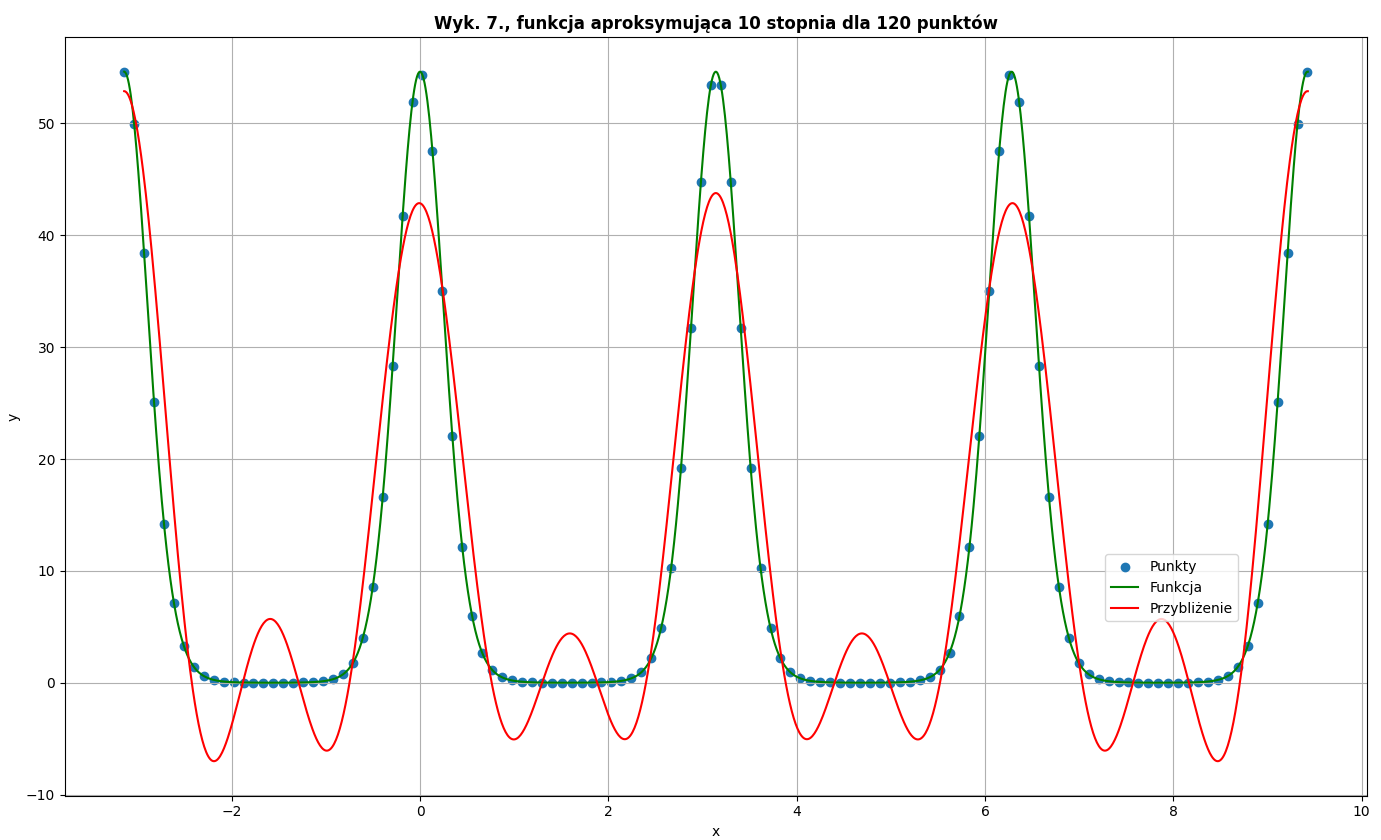 Wyk. 7., funkcja aproksymująca 10 stopnia dla 120 punktów
50
40
30
20
10
0
−10
y
−2
0
2
4
6
8
10
x
Punkty
Funkcja
Przybliżenie